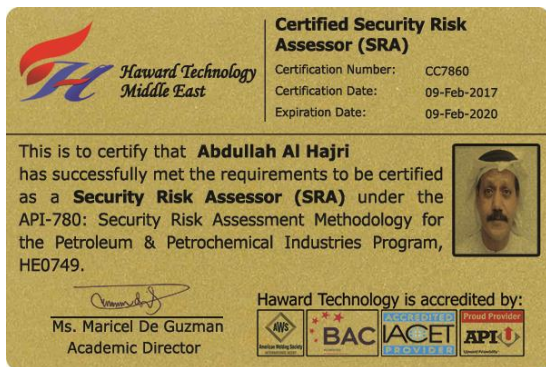 Haward Technology
Middle East
Certified Security Risk
Assessor (SRA)
Certification Number: CC7860
Certification Date: 09-Feb-2017
Expiration Date: 09-Feb-2020
This is to certify that Abdullah Al Hajri
has successfully met the requirements to be certified
as a Security Risk Assessor (SRA) under the
API-780: Security Risk Assessment Methodology for
the Petroleum & Petrochemical Industries Program,
HE0749.
Ms. Maricel De Guzman
Academic Director
Haward Technology is accredited by:
AWS
American Welding Society
BAC
ACCREDITED
IACET
PROVIDER
Proud Provider
API